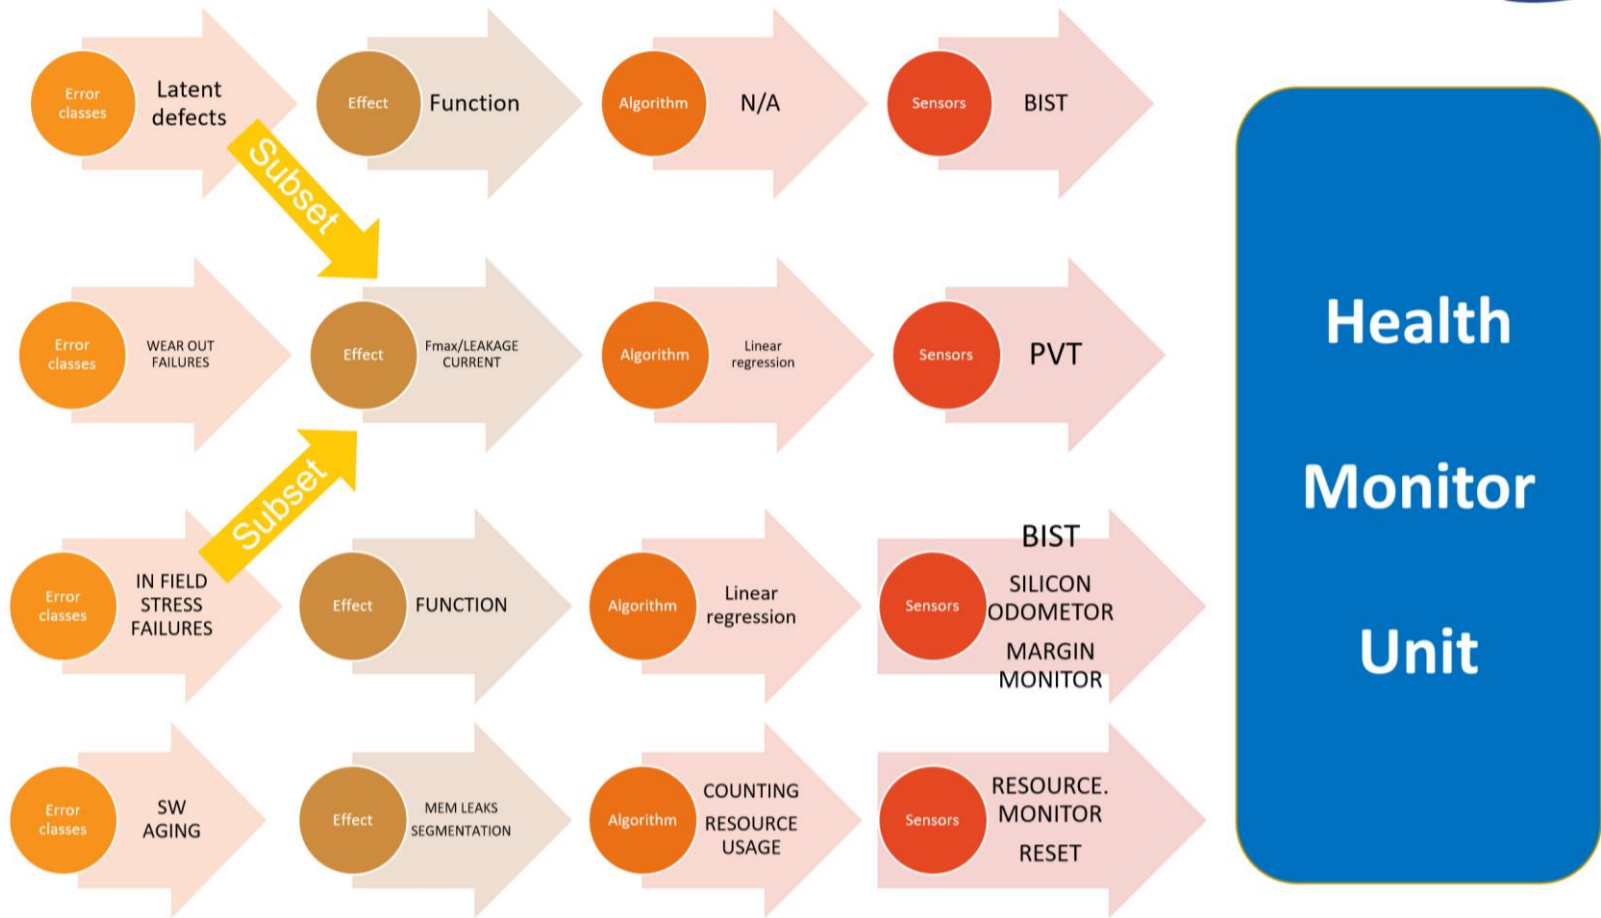 Error
classes
Latent
defects
Effect
Function
Algorithm
N/A
Sensors
BIST
Subset
Error
classes
WEAR OUT
FAILURES
Effect
Fmax/LEAKAGE
CURRENT
Algorithm
Linear
regression
Sensors
PVT
Subset
Error
classes
IN FIELD
STRESS
FAILURES
Effect
FUNCTION
Algorithm
Linear
regression
Sensors
BIST
SILICON
ODOMETOR
MARGIN
MONITOR
Error
classes
SW
AGING
Effect
MEM LEAKS
SEGMENTATION
Algorithm
COUNTING
RESOURCE
USAGE
Sensors
RESOURCE.
MONITOR
RESET
Health
Monitor
Unit